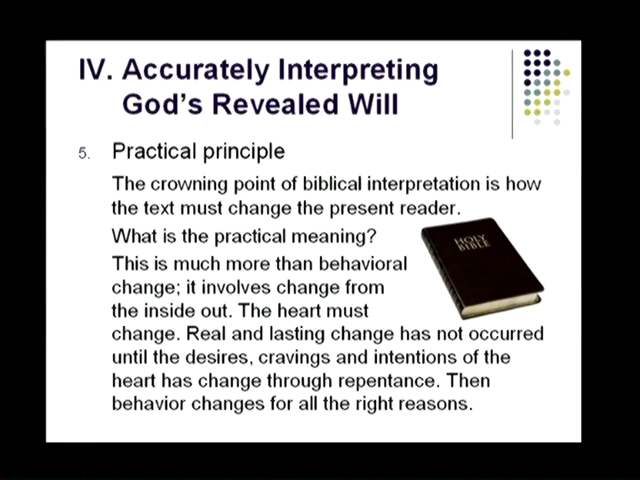 IV. Accurately Interpreting
God's Revealed Will
5. Practical principle
The crowning point of biblical interpretation is how
the text must change the present reader.
What is the practical meaning?
This is much more than behavioral
change; it involves change from
the inside out. The heart must
change. Real and lasting change has not occurred
until the desires, cravings and intentions of the
heart has change through repentance. Then
behavior changes for all the right reasons.
HOLY
BIBLE